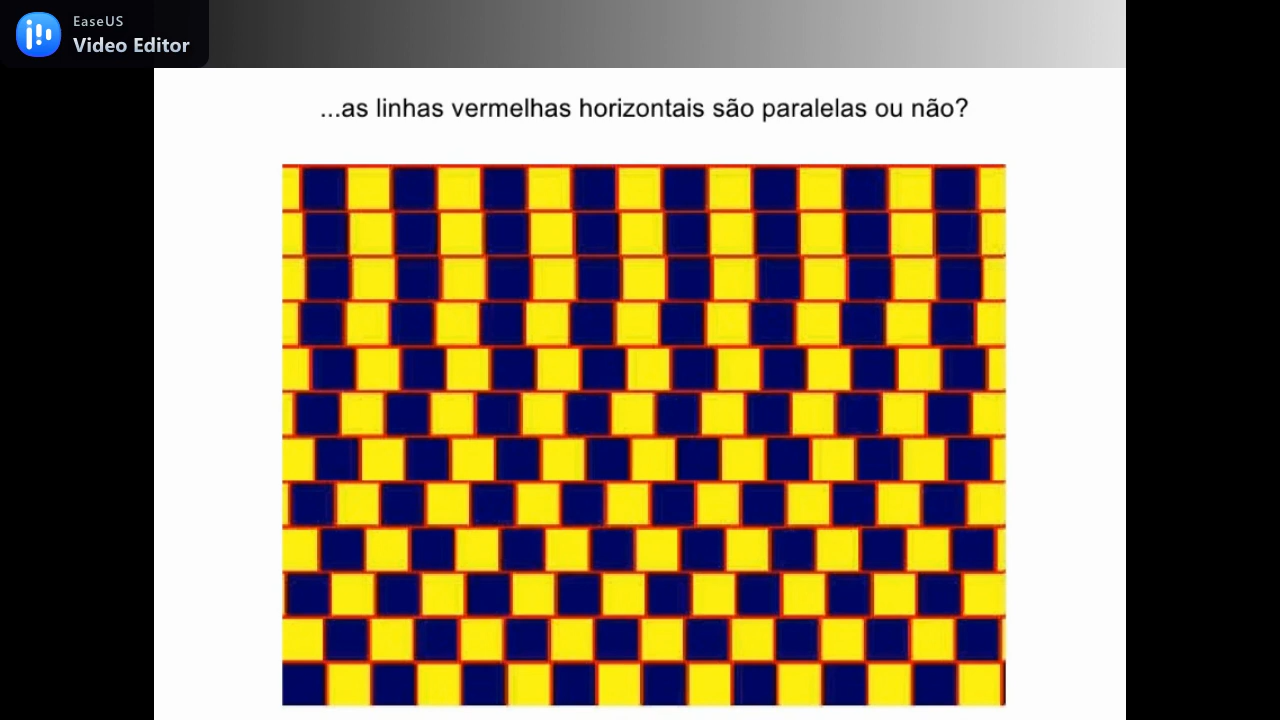 EaseUS
Video Editor
...as linhas vermelhas horizontais são paralelas ou não?